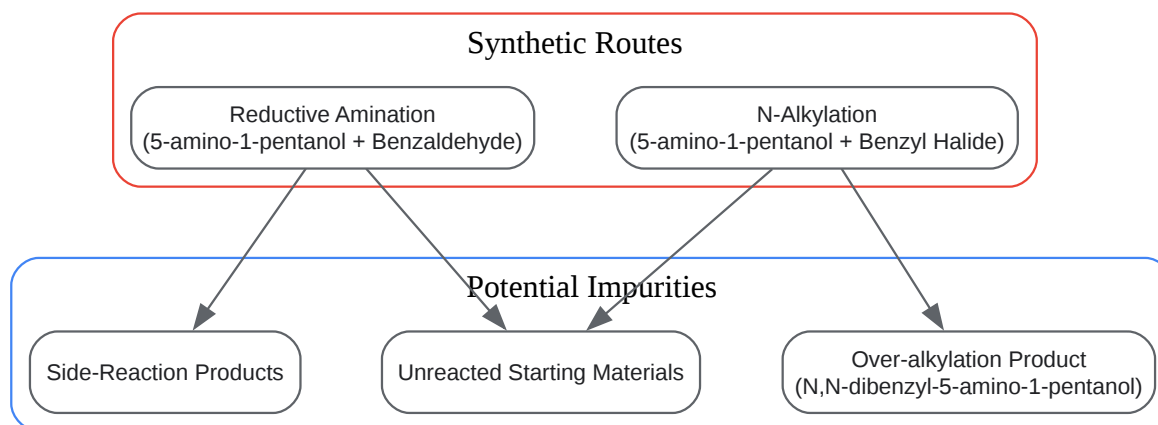 Synthetic Routes
Reductive Amination
(5-amino-1-pentanol + Benzaldehyde)
N-Alkylation
(5-amino-1-pentanol + Benzyl Halide)
Potential Impurities
Side-Reaction Products
Unreacted Starting Materials
Over-alkylation Product
(N,N-dibenzyl-5-amino-1-pentanol)